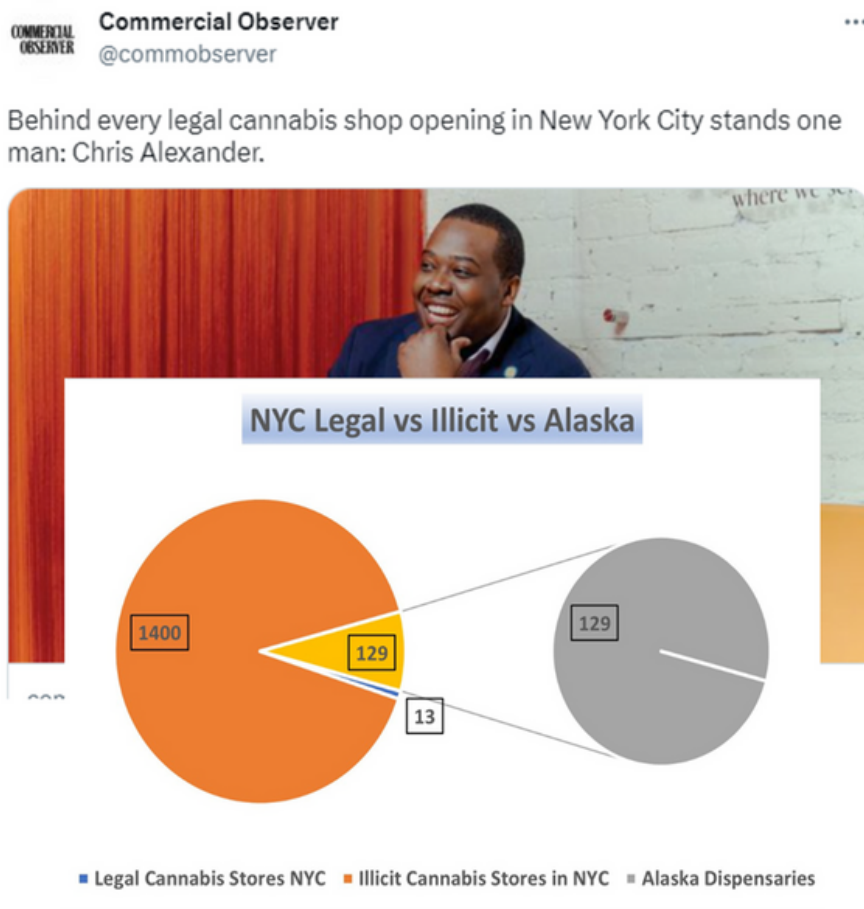 COMMERCIAL
OBSERVER
Commercial Observer
@commobserver
Behind every legal cannabis shop opening in New York City stands one
man: Chris Alexander.
where we
NYC Legal vs Illicit vs Alaska
1400
129
129
13
Legal Cannabis Stores NYC Illicit Cannabis Stores in NYC Alaska Dispensaries